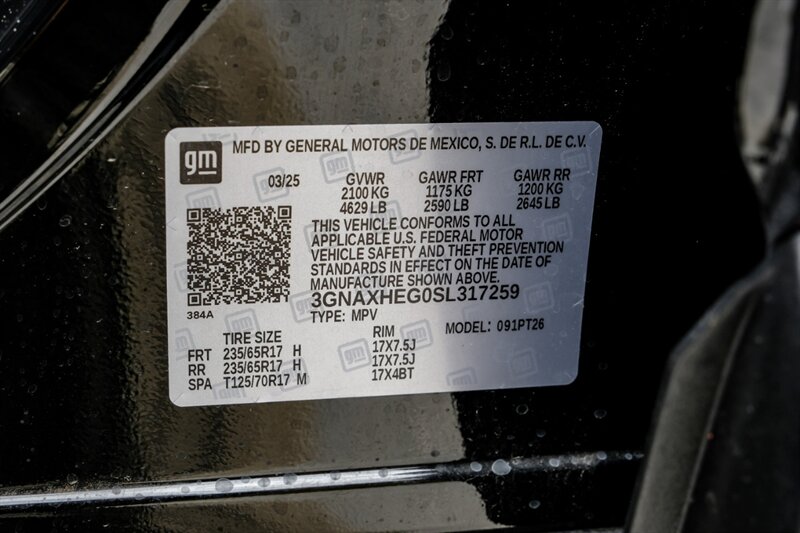 gm
MFD BY GENERAL MOTORS DE MEXICO, S. DE R.L. DE C.V.
03/25 GVWR GAWR FRT GAWR RR
2100 KG 1175 KG 1200 KG
4629 LB 2590 LB 2645 LB
THIS VEHICLE CONFORMS TO ALL
APPLICABLE U.S. FEDERAL MOTOR
VEHICLE SAFETY AND THEFT PREVENTION
STANDARDS IN EFFECT ON THE DATE OF
MANUFACTURE SHOWN ABOVE.
3GNAXHEG0SL317259
384A
TYPE: MPV MODEL: 091PT26
TIRE SIZE RIM
FRT 235/65R17 H 17X7.5J
RR 235/65R17 H 17X7.5J
SPA T125/70R17 M 17X4BT